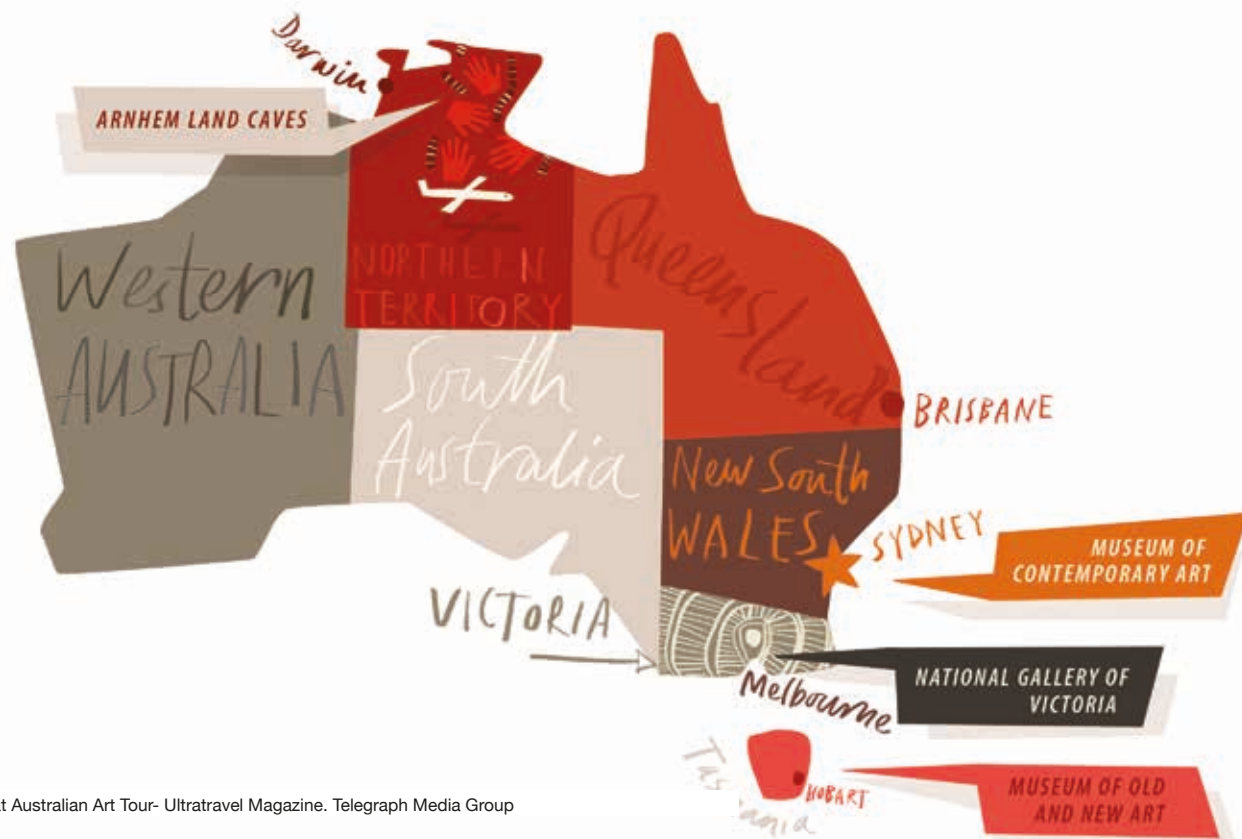 Darwin
ARNHEM LAND CAVES
Western
AUSTRALIA
NORTHERN
TERRITORY
Queensland
South
Australia
BRISBANE
New South
WALES
SYDNEY
MUSEUM OF
CONTEMPORARY ART
VICTORIA
NATIONAL GALLERY OF
VICTORIA
Melbourne
Tasmania
HOBART
MUSEUM OF OLD
AND NEW ART
Australian Art Tour- Ultratravel Magazine. Telegraph Media Group